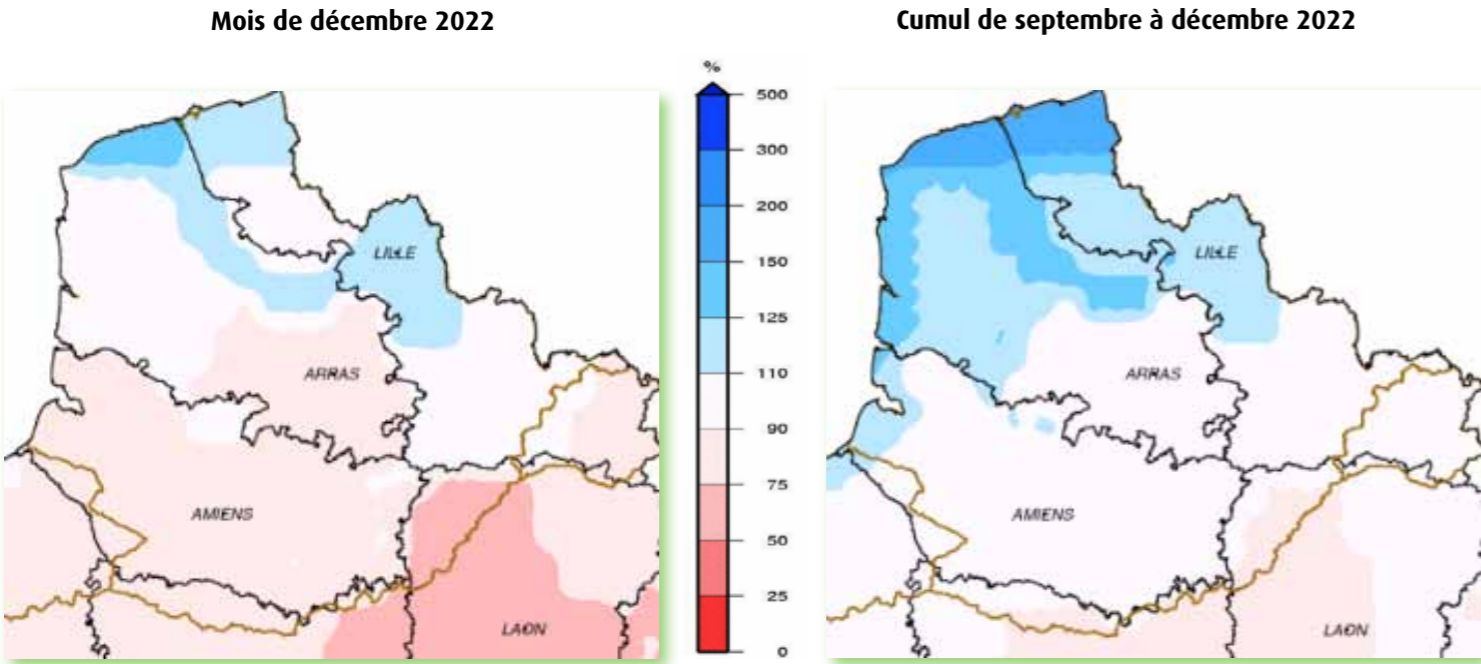 Mois de décembre 2022
Cumul de septembre à décembre 2022
%
500
300
200
150
125
110
90
75
50
25
0
LILLE
ARRAS
AMIENS
LAON
LILLE
ARRAS
AMIENS
LAON